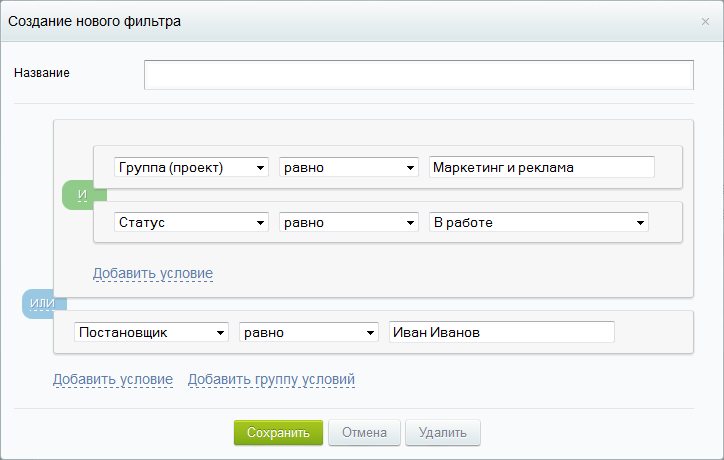 Создание нового фильтра ×
Название
Группа (проект) равно Маркетинг и реклама
И
Статус равно В работе
Добавить условие
ИЛИ
Постановщик равно Иван Иванов
Добавить условие Добавить группу условий
Сохранить Отмена Удалить